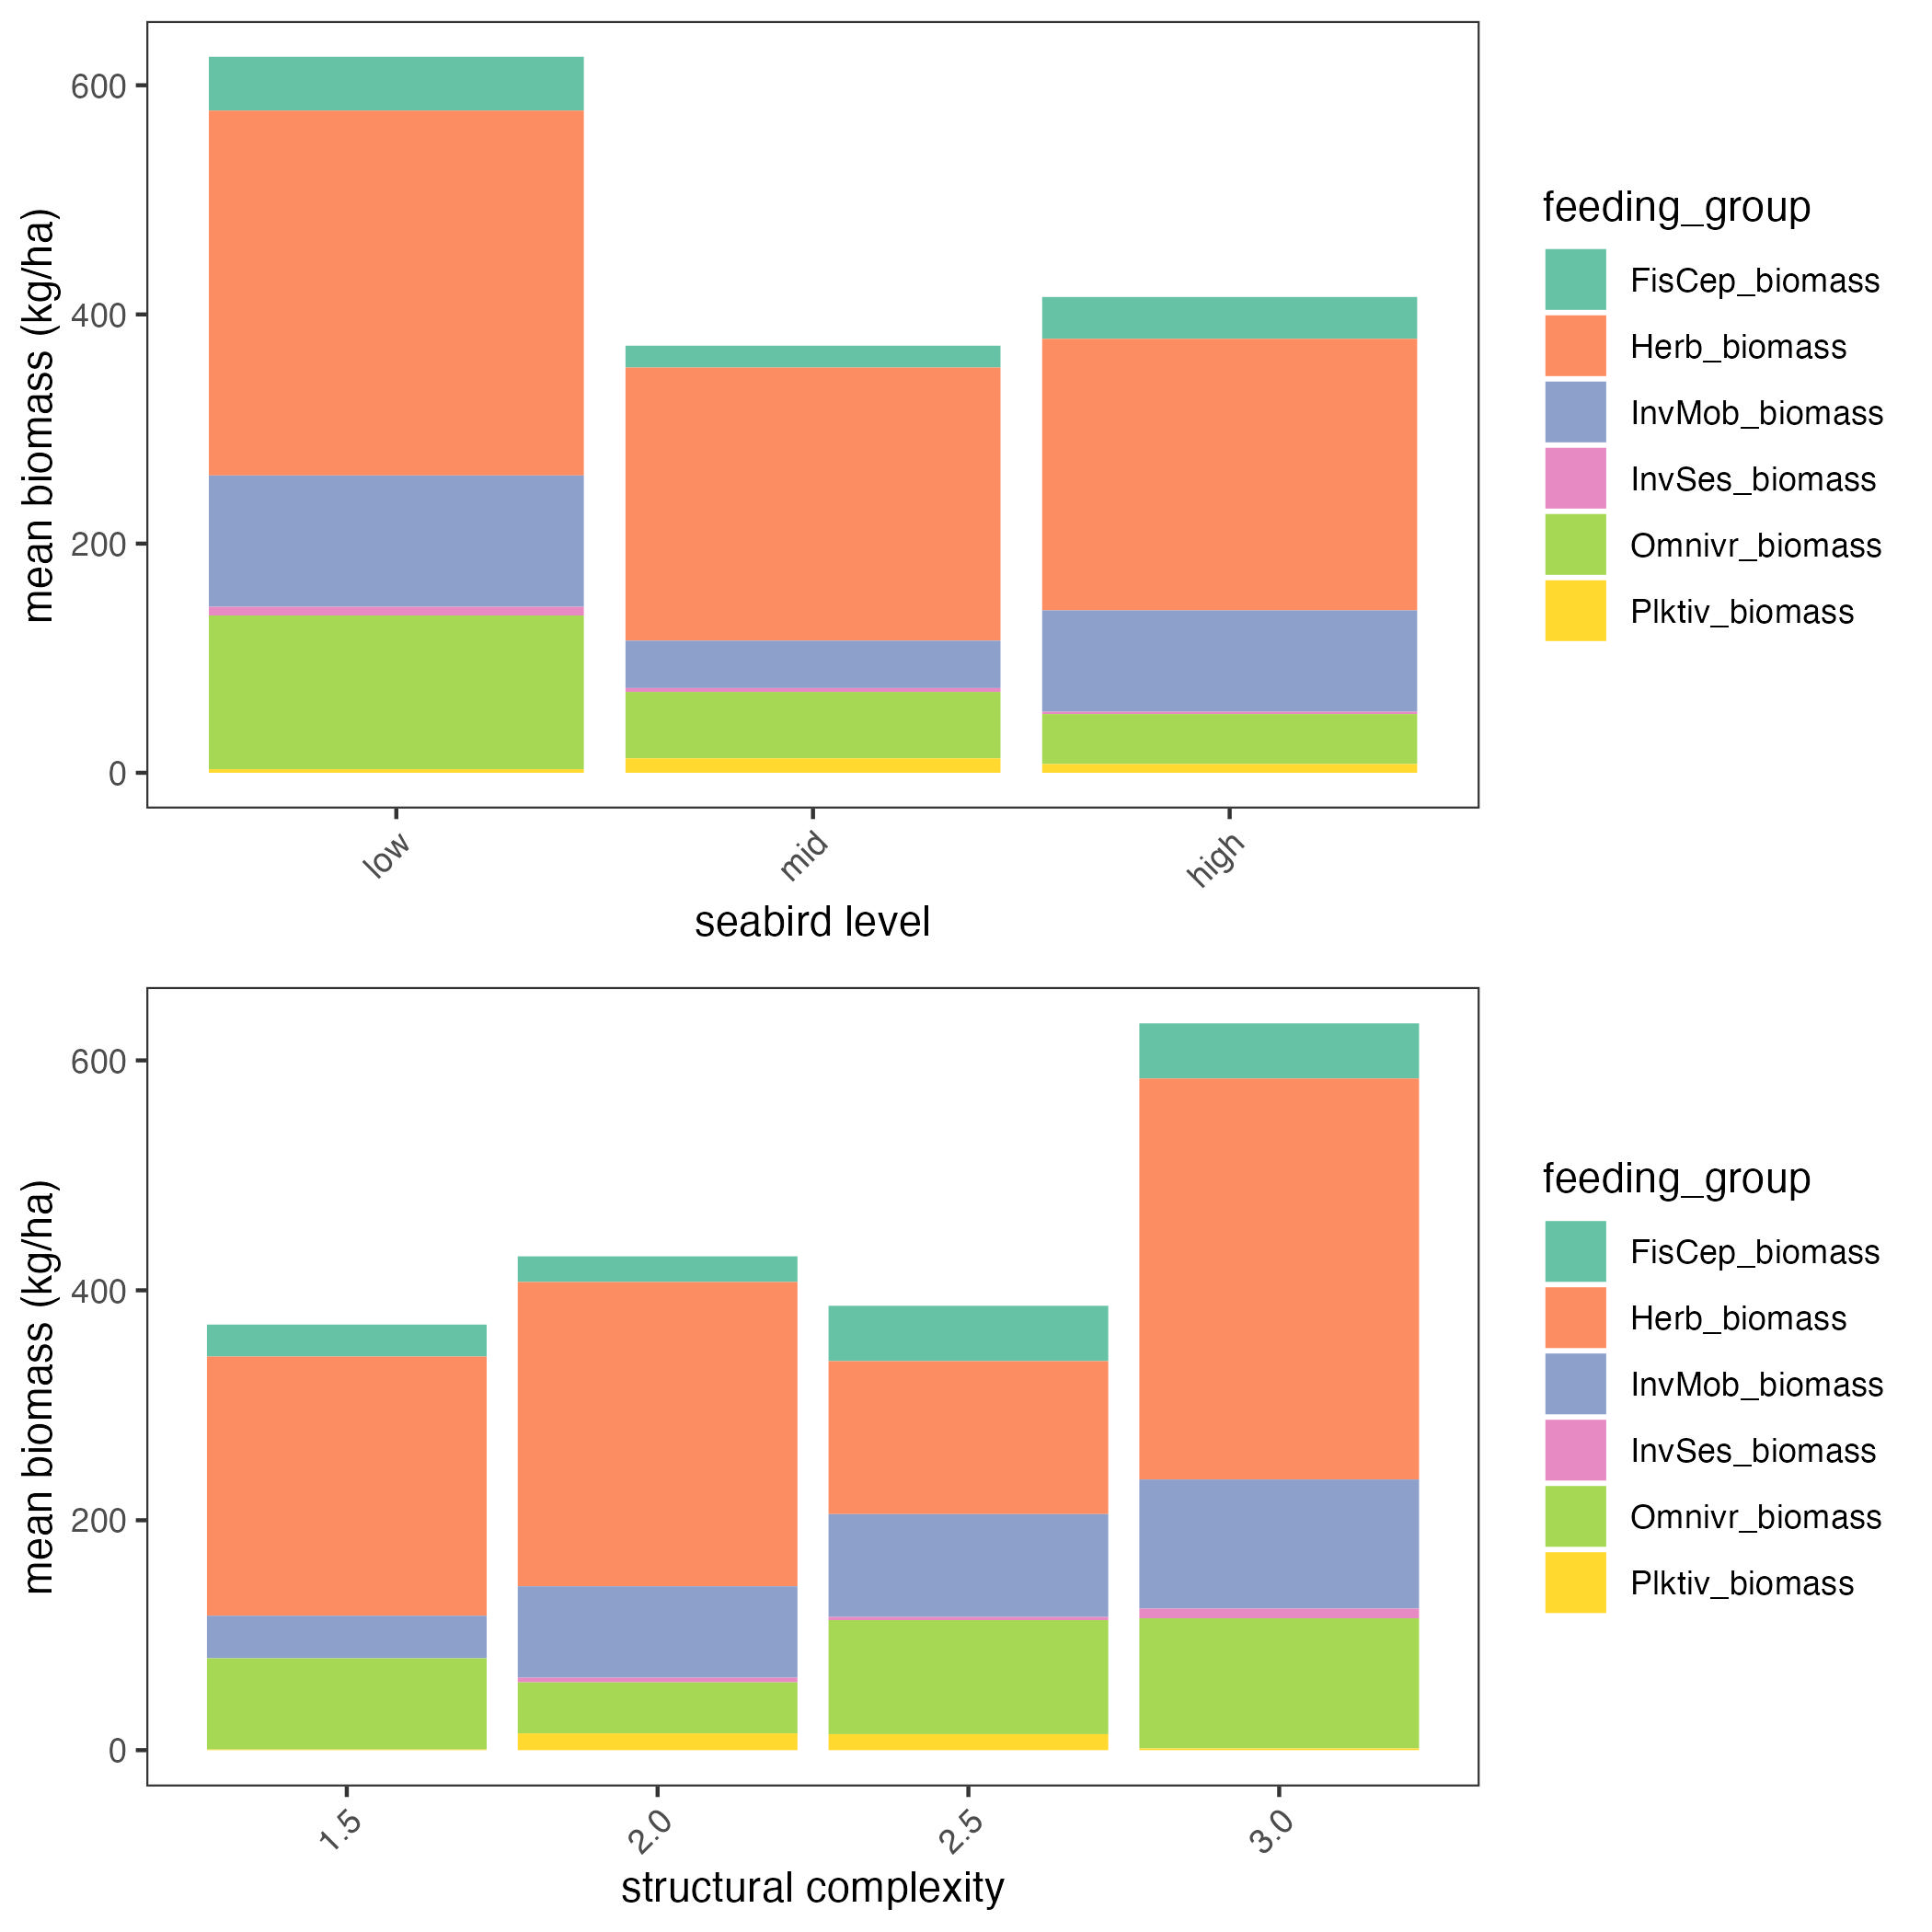 600
400
200
0
mean biomass (kg/ha)
low
mid
high
seabird level
feeding_group
FisCep_biomass
Herb_biomass
InvMob_biomass
InvSes_biomass
Omnivr_biomass
Plktiv_biomass
600
400
200
0
mean biomass (kg/ha)
1.5
2.0
2.5
3.0
structural complexity
feeding_group
FisCep_biomass
Herb_biomass
InvMob_biomass
InvSes_biomass
Omnivr_biomass
Plktiv_biomass